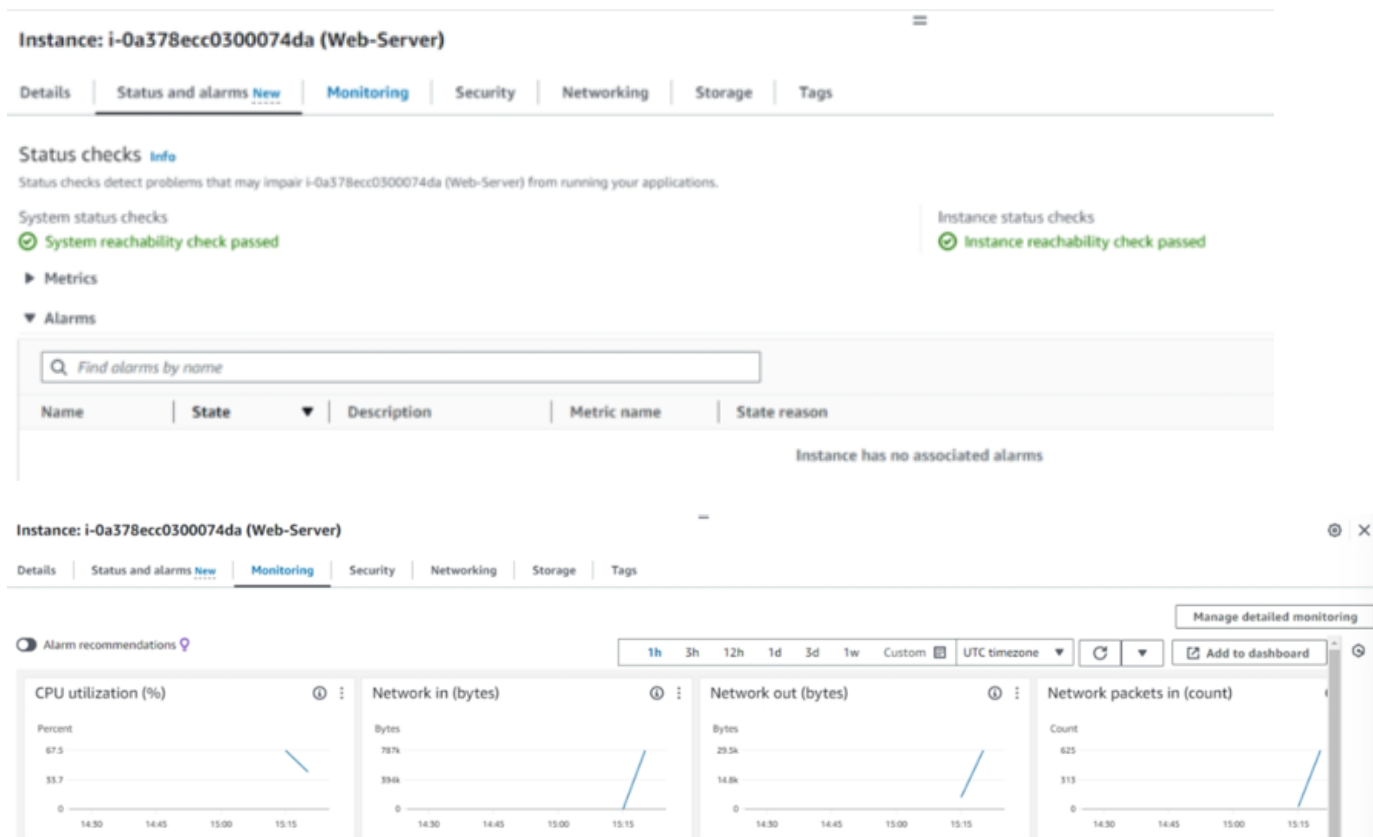 Instance: i-0a378ecc0300074da (Web-Server)
Details Status and alarms New Monitoring Security Networking Storage Tags
Status checks Info
Status checks detect problems that may impair i-0a378ecc0300074da (Web-Server) from running your applications.
System status checks Instance status checks
System reachability check passed Instance reachability check passed
Metrics
Alarms
Find alarms by name
Name State Description Metric name State reason
Instance has no associated alarms
Instance: i-0a378ecc0300074da (Web-Server)
Details Status and alarms New Monitoring Security Networking Storage Tags
Manage detailed monitoring
Alarm recommendations 1h 3h 12h 1d 3d 1w Custom UTC timezone Add to dashboard
CPU utilization (%) Network in (bytes) Network out (bytes) Network packets in (count)
Percent Bytes Bytes Count
67.5 787k 29.5k 625
33.7 394k 14.8k 313
0 0 0 0
14:30 14:45 15:00 15:15 14:30 14:45 15:00 15:15 14:30 14:45 15:00 15:15 14:30 14:45 15:00 15:15